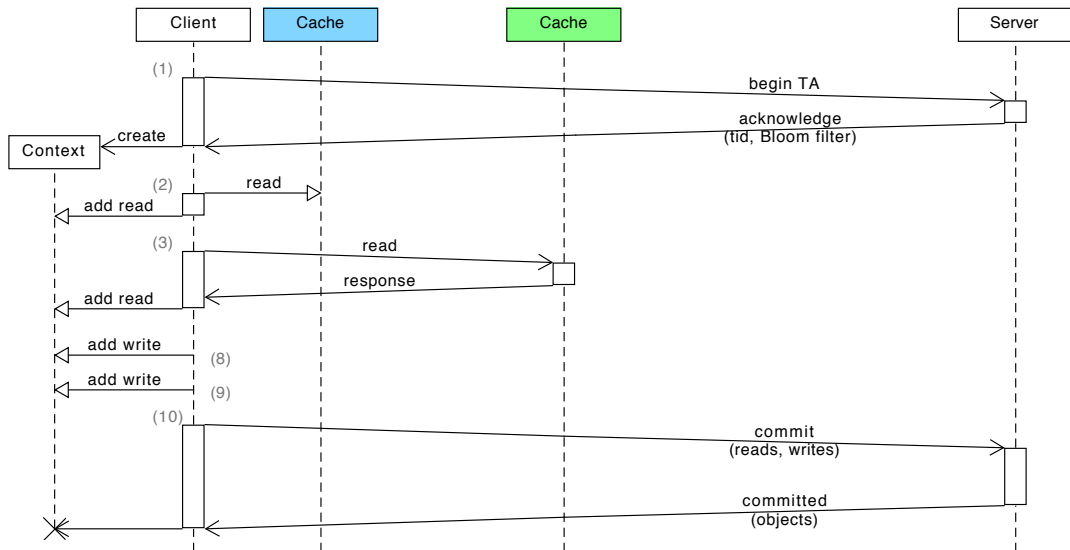 Client
Cache
Cache
Server
(1)
begin TA
acknowledge
(tid, Bloom filter)
create
Context
(2)
read
add read
(3)
read
response
add read
add write
(8)
add write
(9)
(10)
commit
(reads, writes)
committed
(objects)